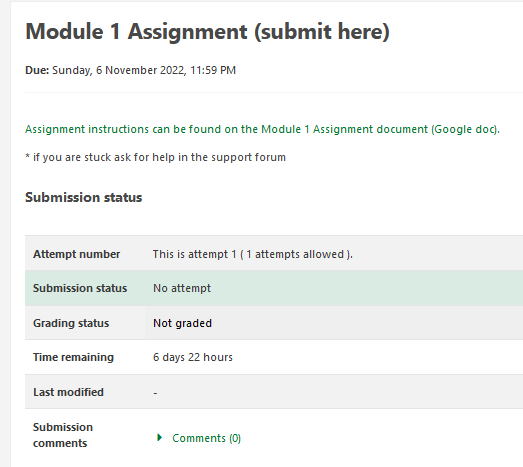 Module 1 Assignment (submit here)
Due: Sunday, 6 November 2022, 11:59 PM
Assignment instructions can be found on the Module 1 Assignment document (Google doc).
* if you are stuck ask for help in the support forum
Submission status
Attempt number This is attempt 1 ( 1 attempts allowed ).
Submission status No attempt
Grading status Not graded
Time remaining 6 days 22 hours
Last modified -
Submission
comments Comments (0)